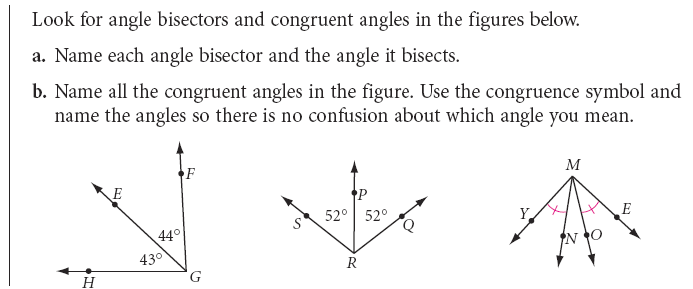 Look for angle bisectors and congruent angles in the figures below.
a. Name each angle bisector and the angle it bisects.
b. Name all the congruent angles in the figure. Use the congruence symbol and
name the angles so there is no confusion about which angle you mean.
F
E
44°
43°
H
G
P
S
52°
52°
Q
R
M
Y
E
N
O